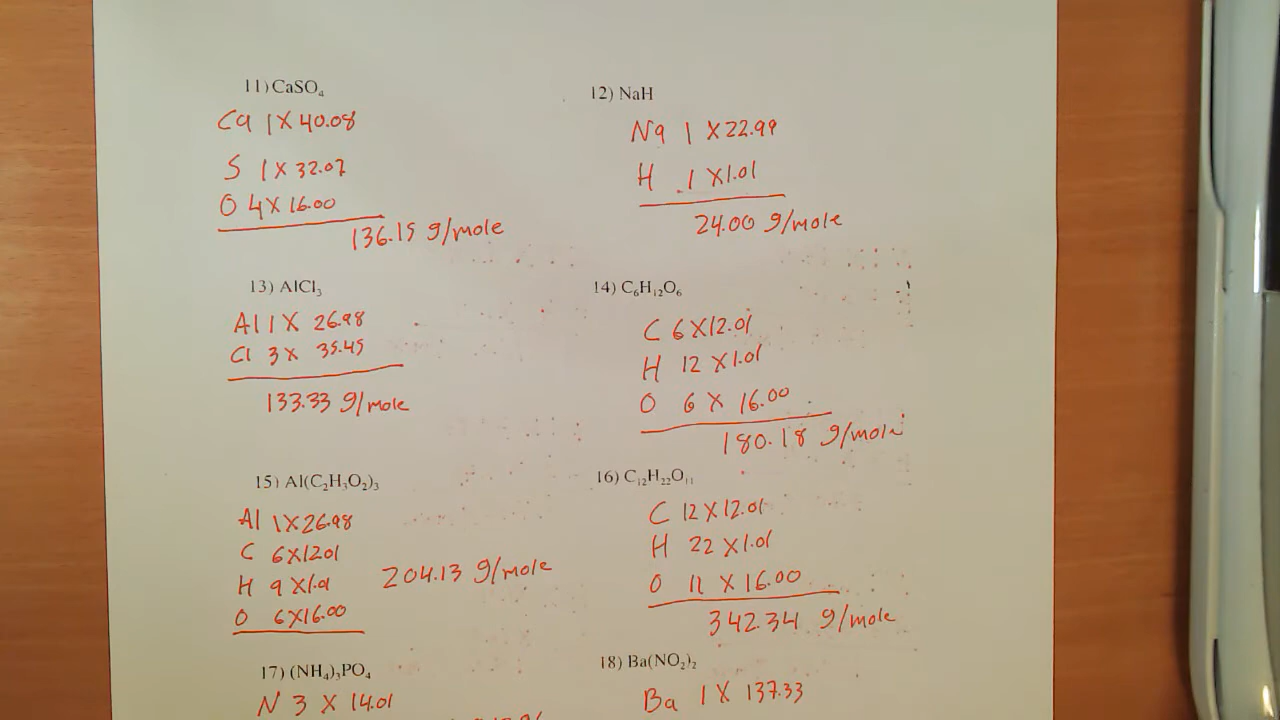 11) CaSO₄
Ca 1 X 40.08
S 1 X 32.07
O 4 X 16.00
136.15 g/mole
12) NaH
Na 1 X 22.99
H 1 X 1.01
24.00 g/mole
13) AlCl₃
Al 1 X 26.98
Cl 3 X 35.45
133.33 g/mole
14) C₆H₁₂O₆
C 6 X 12.01
H 12 X 1.01
O 6 X 16.00
180.18 g/mole
15) Al(C₂H₃O₂)₃
Al 1 X 26.98
C 6 X 12.01
H 9 X 1.01
O 6 X 16.00
204.13 g/mole
16) C₁₂H₂₂O₁₁
C 12 X 12.01
H 22 X 1.01
O 11 X 16.00
342.34 g/mole
17) (NH₄)₃PO₄
N 3 X 14.01
18) Ba(NO₂)₂
Ba 1 X 137.33